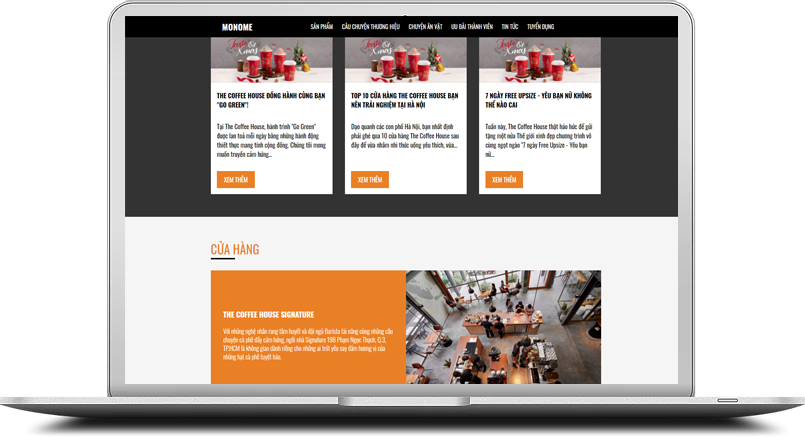 MONOME
SẢN PHẨM
CÂU CHUYỆN THƯƠNG HIỆU
CHUYỆN ĂN VẶT
ƯU ĐÃI THÀNH VIÊN
TIN TỨC
TUYỂN DỤNG
THE COFFEE HOUSE ĐỒNG HÀNH CÙNG BẠN
"GO GREEN"!
Tại The Coffee House, hành trình "Go Green"
được lan toả mỗi ngày bằng những hành động
thiết thực mang tính cộng đồng. Chúng tôi mong
muốn truyền cảm hứng...
XEM THÊM
TOP 10 CỬA HÀNG THE COFFEE HOUSE BẠN
NÊN TRẢI NGHIỆM TẠI HÀ NỘI
Dạo quanh các con phố Hà Nội, bạn nhất định
phải ghé qua 10 cửa hàng The Coffee House sau
đây để vừa nhâm nhi thức uống yêu thích, vừa...
XEM THÊM
7 NGÀY FREE UPSIZE - YÊU BẠN NỮ KHÔNG
THỂ NÀO CAI
Tuần này, The Coffee House thật háo hức để gửi
tặng một nửa Thế giới xinh đẹp chương trình vô
cùng ngọt ngào "7 ngày Free Upsize - Yêu bạn
nữ...
XEM THÊM
CỬA HÀNG
THE COFFEE HOUSE SIGNATURE
Với những nghệ nhân rang tâm huyết và đội ngũ Barista tài năng cùng những câu
chuyện cà phê đầy cảm hứng, ngôi nhà Signature 19B Phạm Ngọc Thạch, Q.3,
TP.HCM là không gian dành riêng cho những ai trót yêu say đắm hương vị của
những hạt cà phê tuyệt hảo.